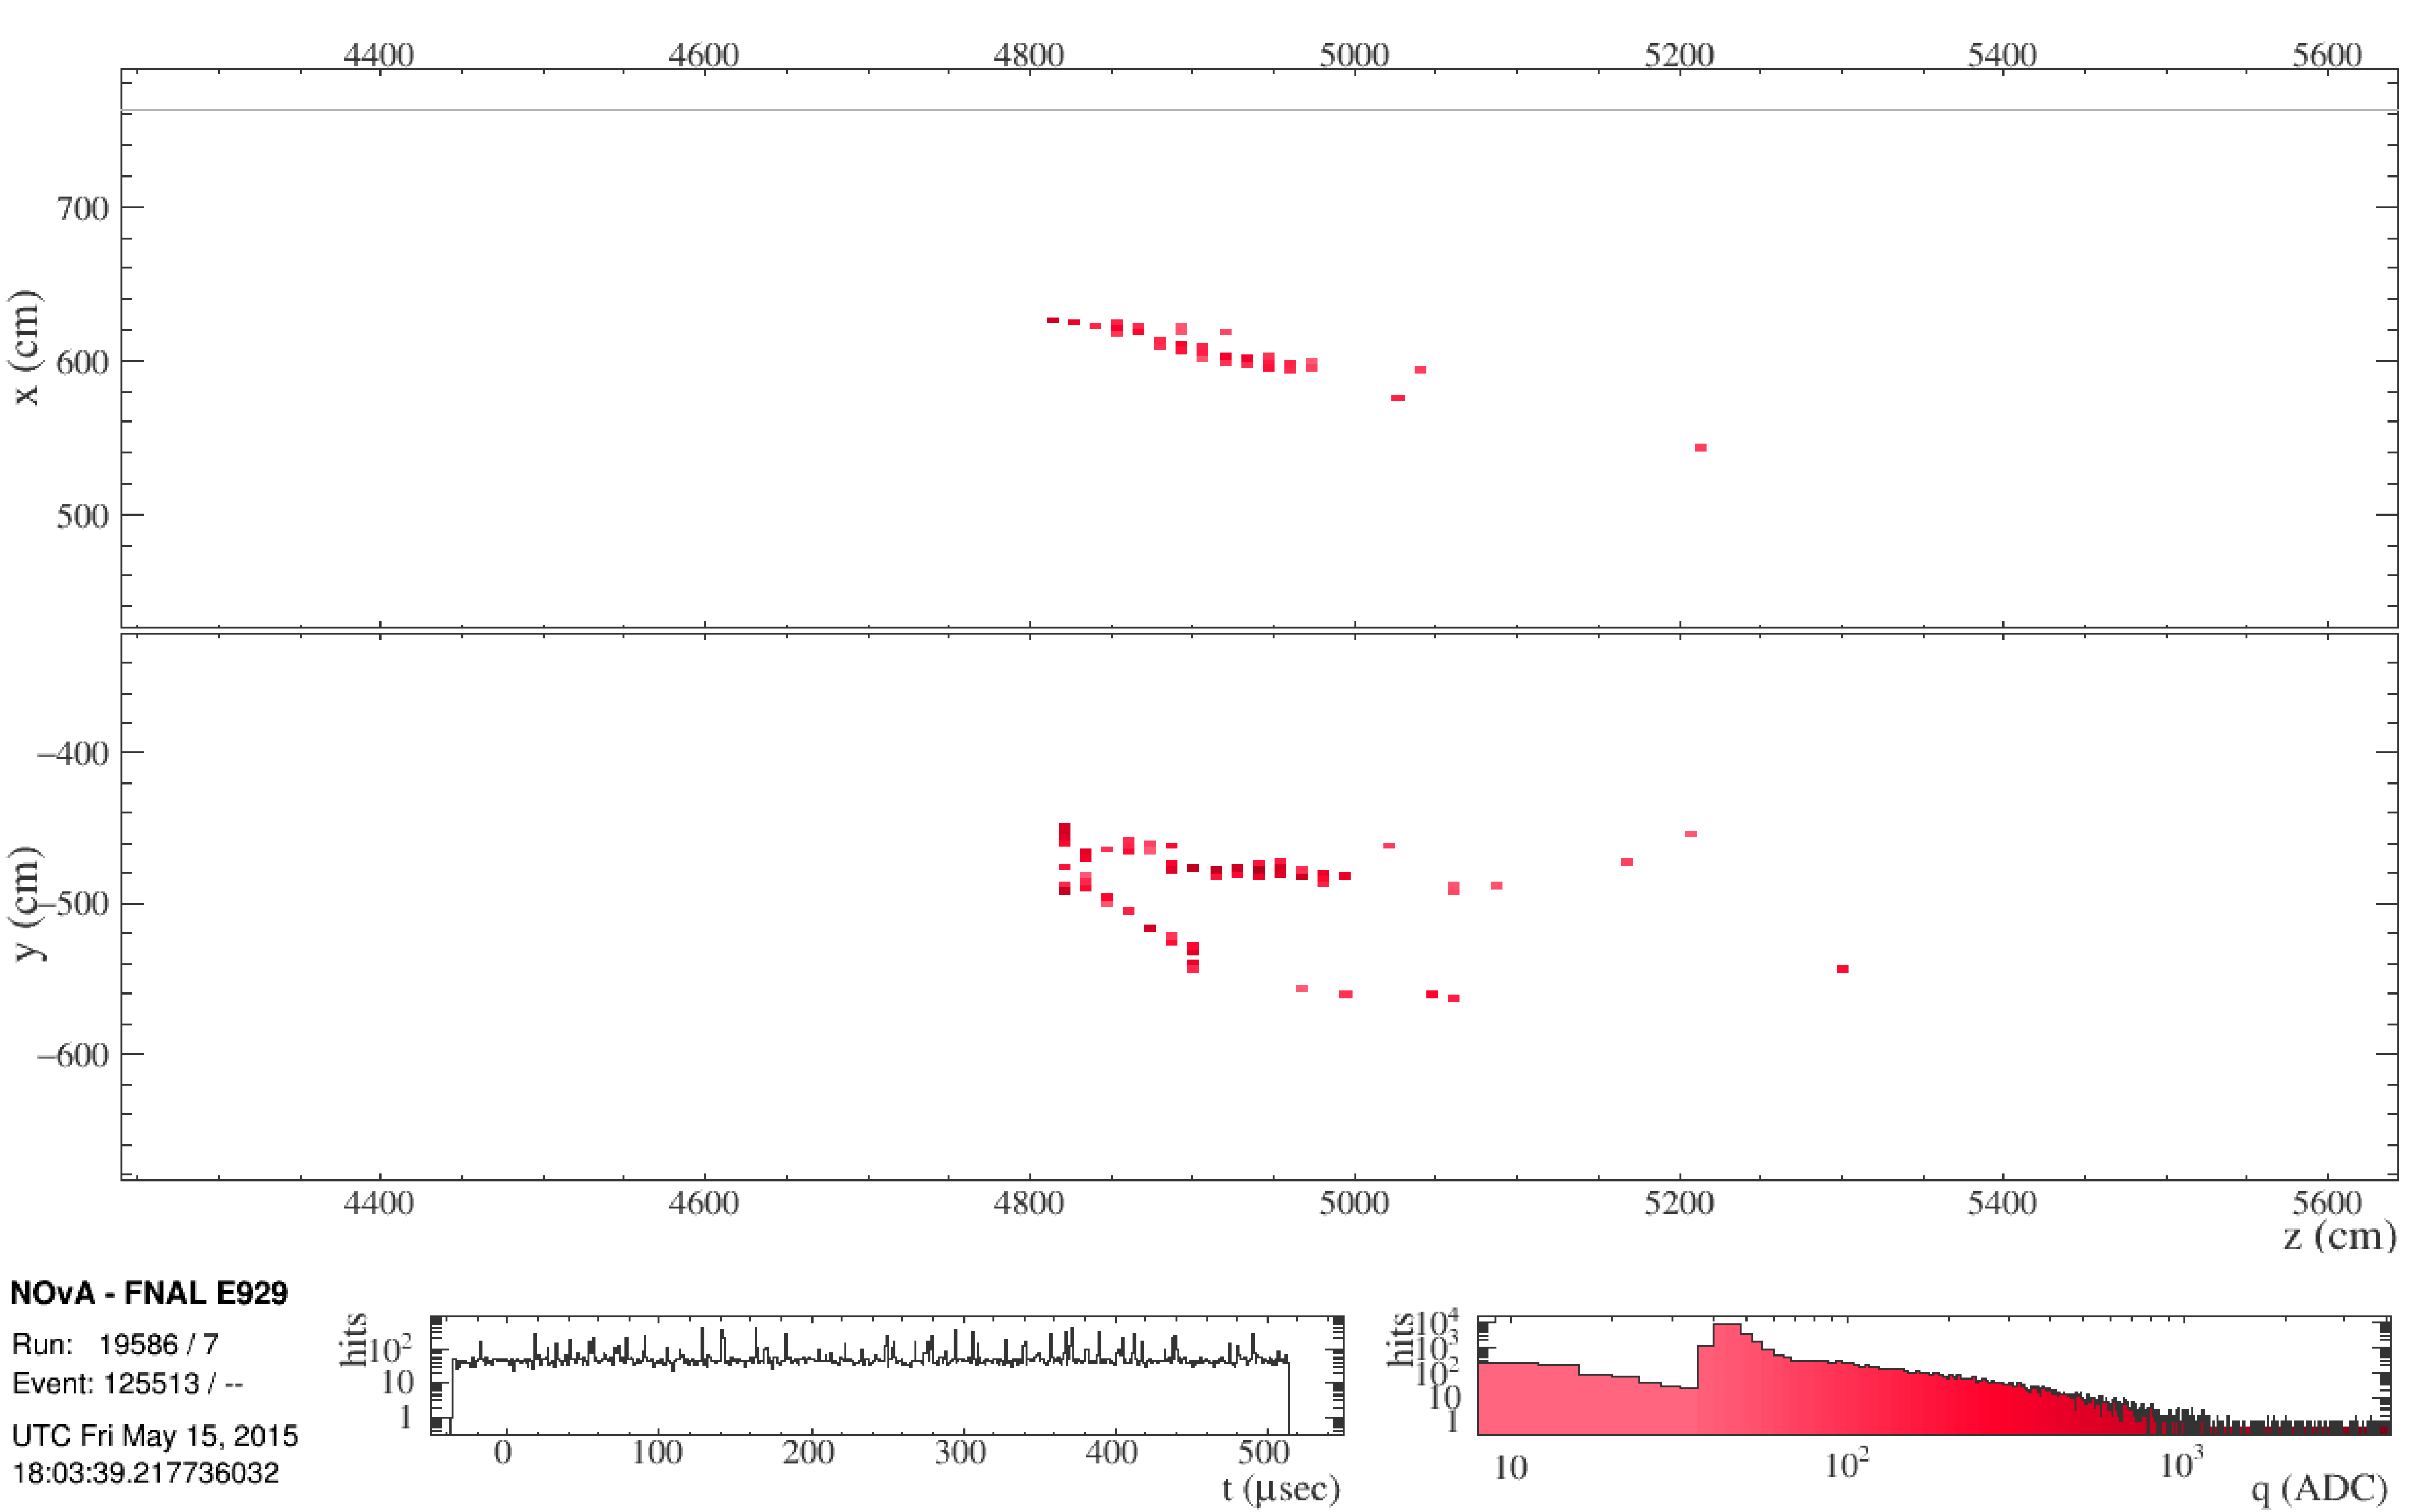 4400 4600 4800 5000 5200 5400 5600
x (cm)
700
600
500
y (cm)
−400
−500
−600
4400 4600 4800 5000 5200 5400 5600
z (cm)
NOvA - FNAL E929
Run: 19586 / 7
Event: 125513 / --
UTC Fri May 15, 2015
18:03:39.217736032
hits
10²
10
1
0 100 200 300 400 500
t (μsec)
hits
10⁴
10³
10²
10
1
10 10² 10³
q (ADC)